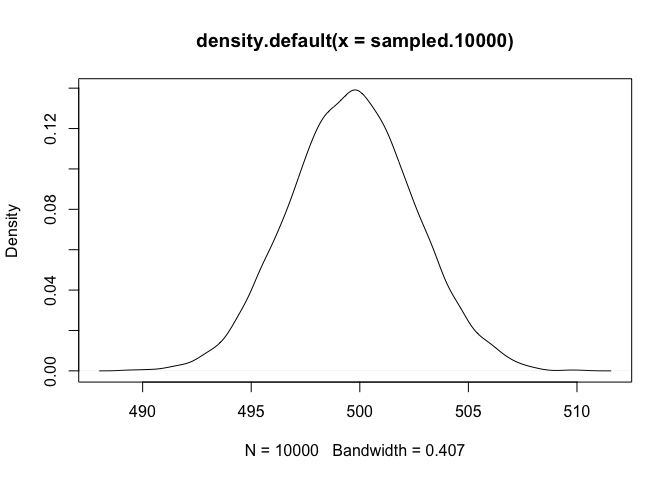 density.default(x = sampled.10000)
Density
0.00
0.04
0.08
0.12
490 495 500 505 510
N = 10000 Bandwidth = 0.407